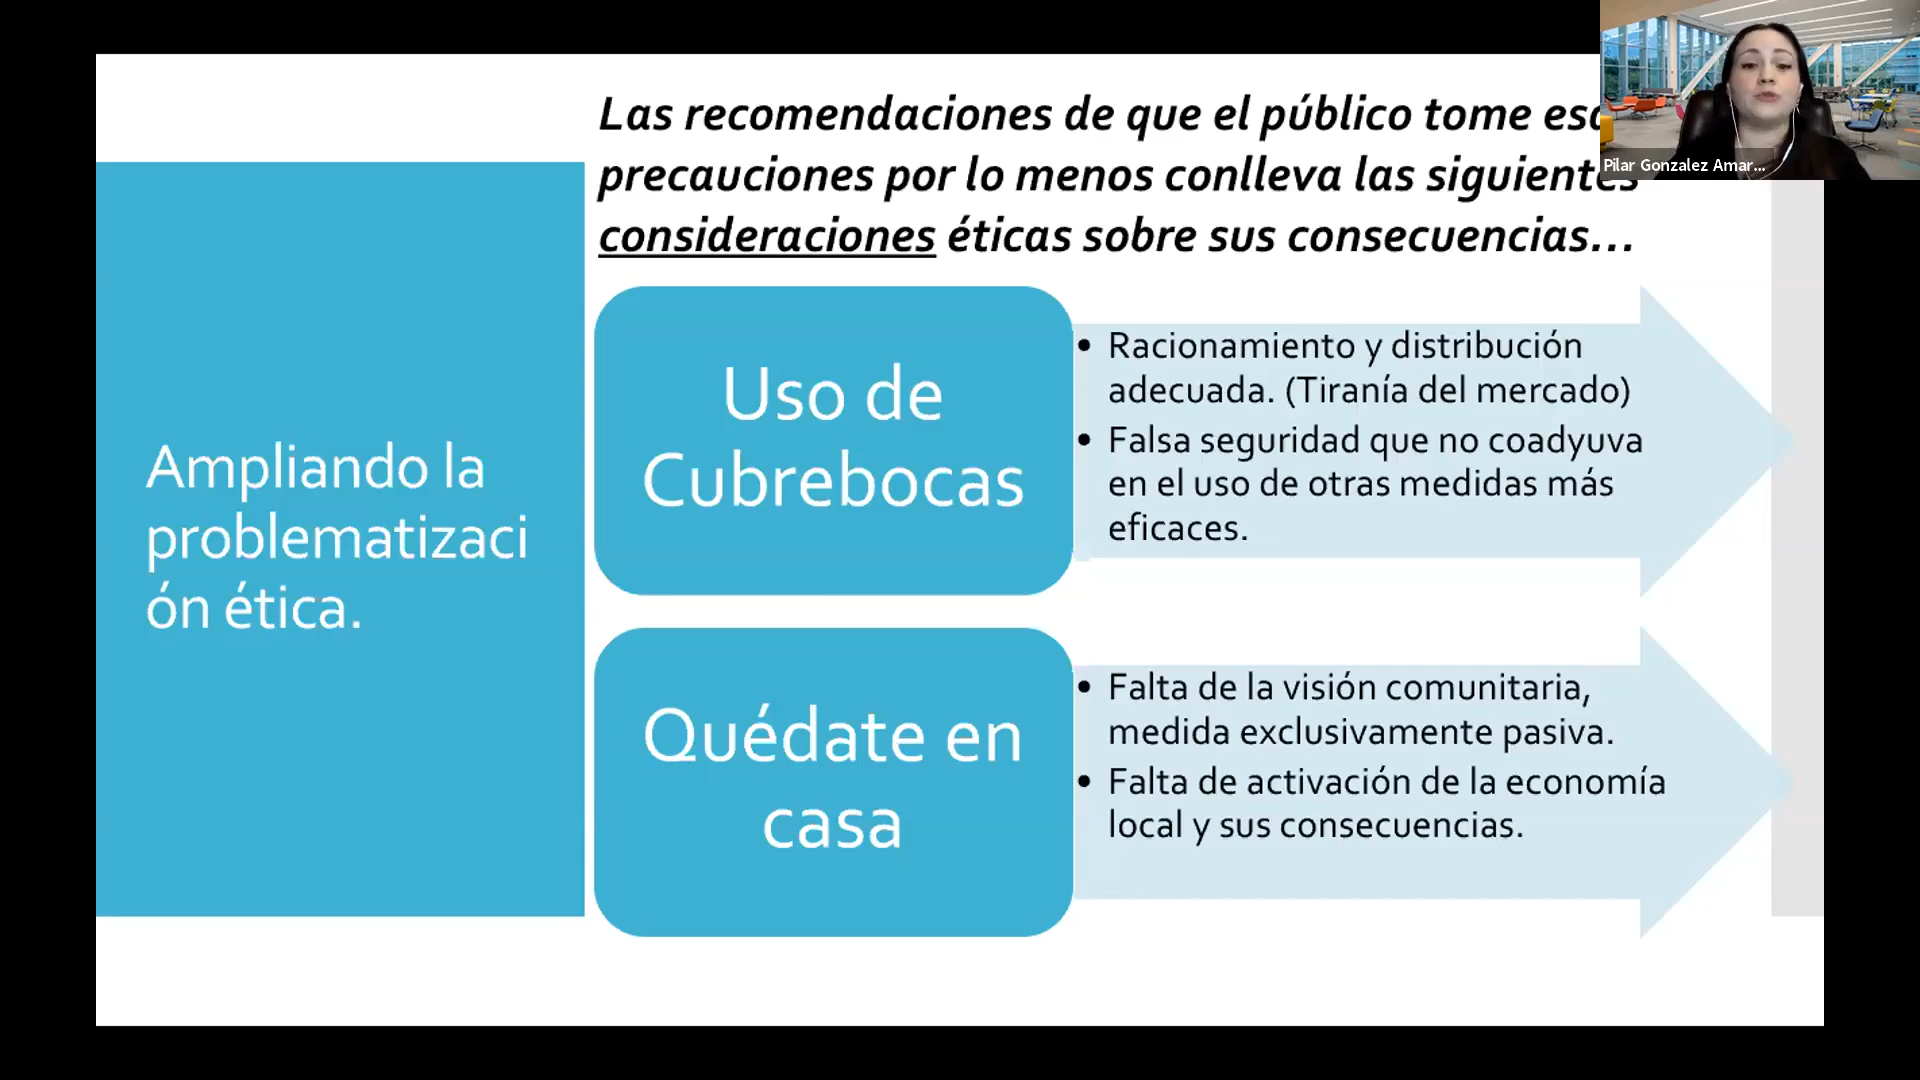 Las recomendaciones de que el público tome
precauciones por lo menos conlleva las siguientes
consideraciones éticas sobre sus consecuencias...
Pilar Gonzalez Amar...
Ampliando la
problematizaci
ón ética.
Uso de
Cubrebocas
• Racionamiento y distribución
adecuada. (Tiranía del mercado)
• Falsa seguridad que no coadyuva
en el uso de otras medidas más
eficaces.
Quédate en
casa
• Falta de la visión comunitaria,
medida exclusivamente pasiva.
• Falta de activación de la economía
local y sus consecuencias.